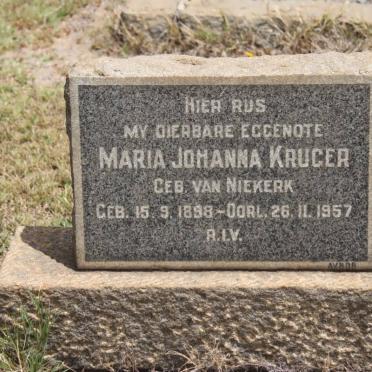 HIER RUS
MY DIERBARE EGGENOTE
MARIA JOHANNA KRUGER
GEB. VAN NIEKERK
GEB. 15.9.1898-OORL. 26.11.1957
R.I.V.